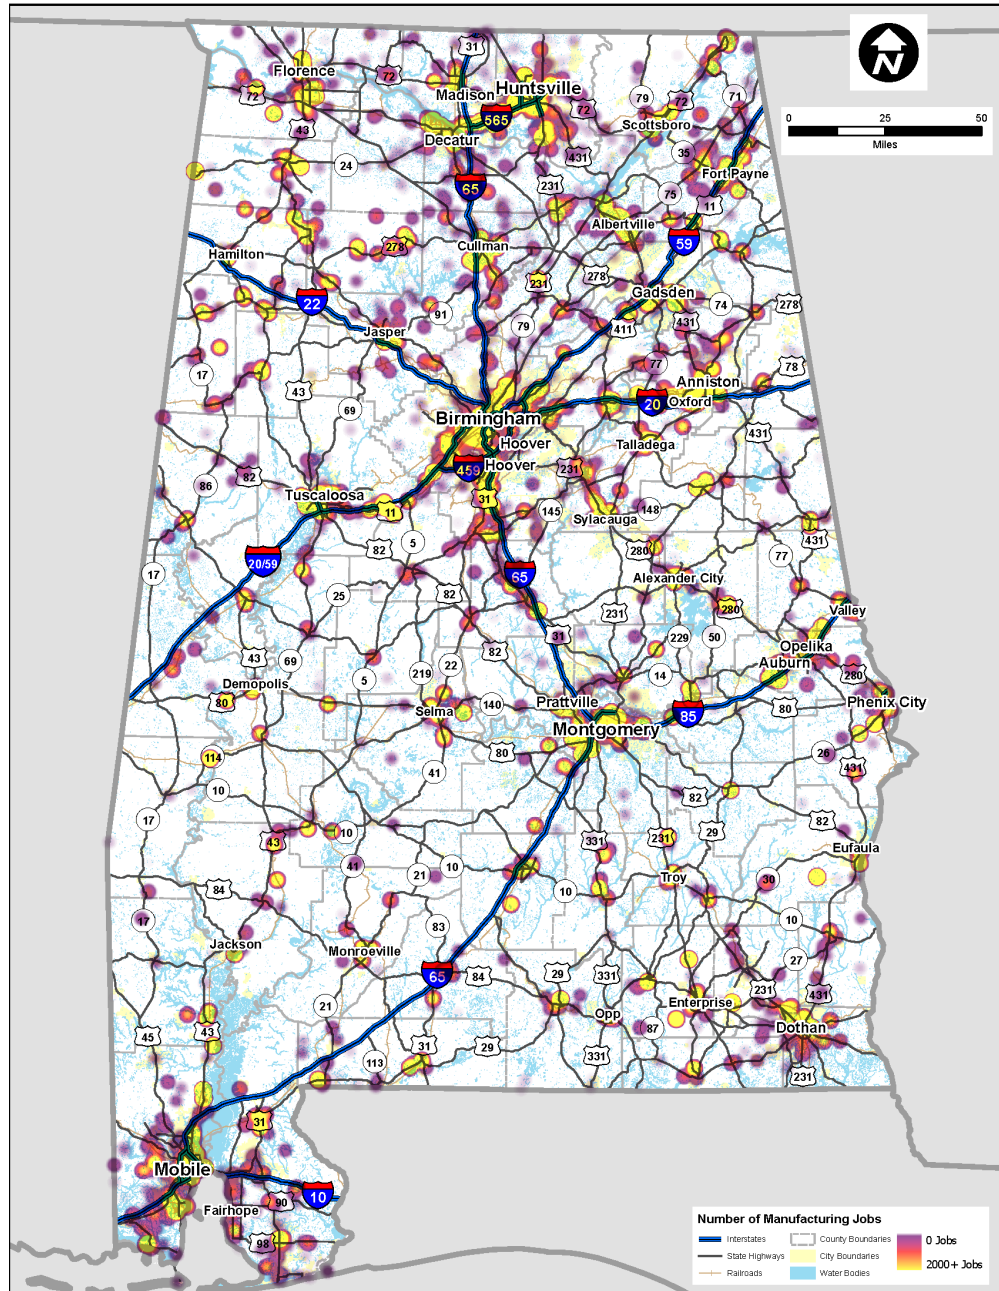 N
0 25 50
Miles
31
Florence
72
Madison
Huntsville
72
72
79
72
71
565
Scottsboro
43
Decatur
35
24
431
Fort Payne
65
231
75
11
Albertville
278
Cullman
59
Hamilton
231
278
22
Gadsden
74
278
91
79
411
431
Jasper
77
78
17
Anniston
43
20
Oxford
69
Birmingham
431
Hoover
Talladega
459
Hoover
231
82
86
Tuscaloosa
31
11
145
148
Sylacauga
431
5
82
280
77
20/59
17
65
Alexander City
25
82
231
280
Valley
31
229
50
Opelika
82
43
69
22
Auburn
219
14
280
5
Demopolis
80
140
Prattville
85
80
Phenix City
Selma
Montgomery
114
80
26
41
431
10
82
17
82
10
43
331
231
29
Eufaula
41
21
10
Troy
30
84
10
17
10
83
Jackson
Monroeville
27
65
84
29
331
231
431
21
Enterprise
Opp
87
Dothan
45
43
31
29
113
331
231
31
Mobile
10
90
Fairhope
98
Number of Manufacturing Jobs
Interstates
County Boundaries
0 Jobs
State Highways
City Boundaries
2000+ Jobs
Railroads
Water Bodies